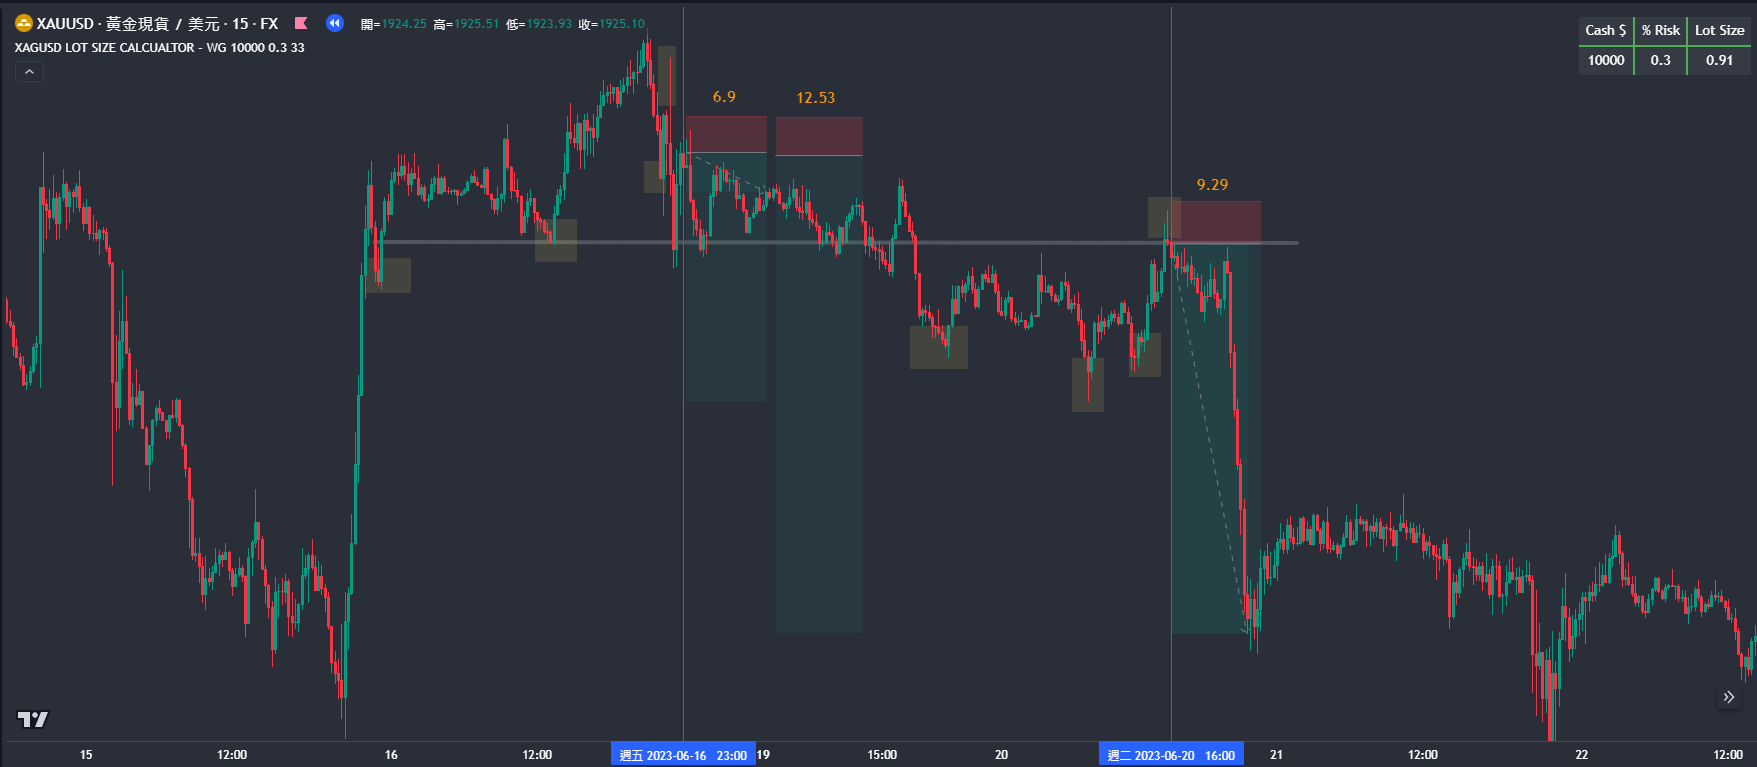 XAUUSD · 黃金現貨 / 美元 · 15 · FX 開=1924.25 高=1925.51 低=1923.93 收=1925.10
XAGUSD LOT SIZE CALCUALTOR - WG 10000 0.3 33
Cash $ % Risk Lot Size
10000 0.3 0.91
6.9 12.53
9.29
15 12:00 16 12:00 週五 2023-06-16 23:00 19 15:00 20 週二 2023-06-20 16:00 21 12:00 22 12:00